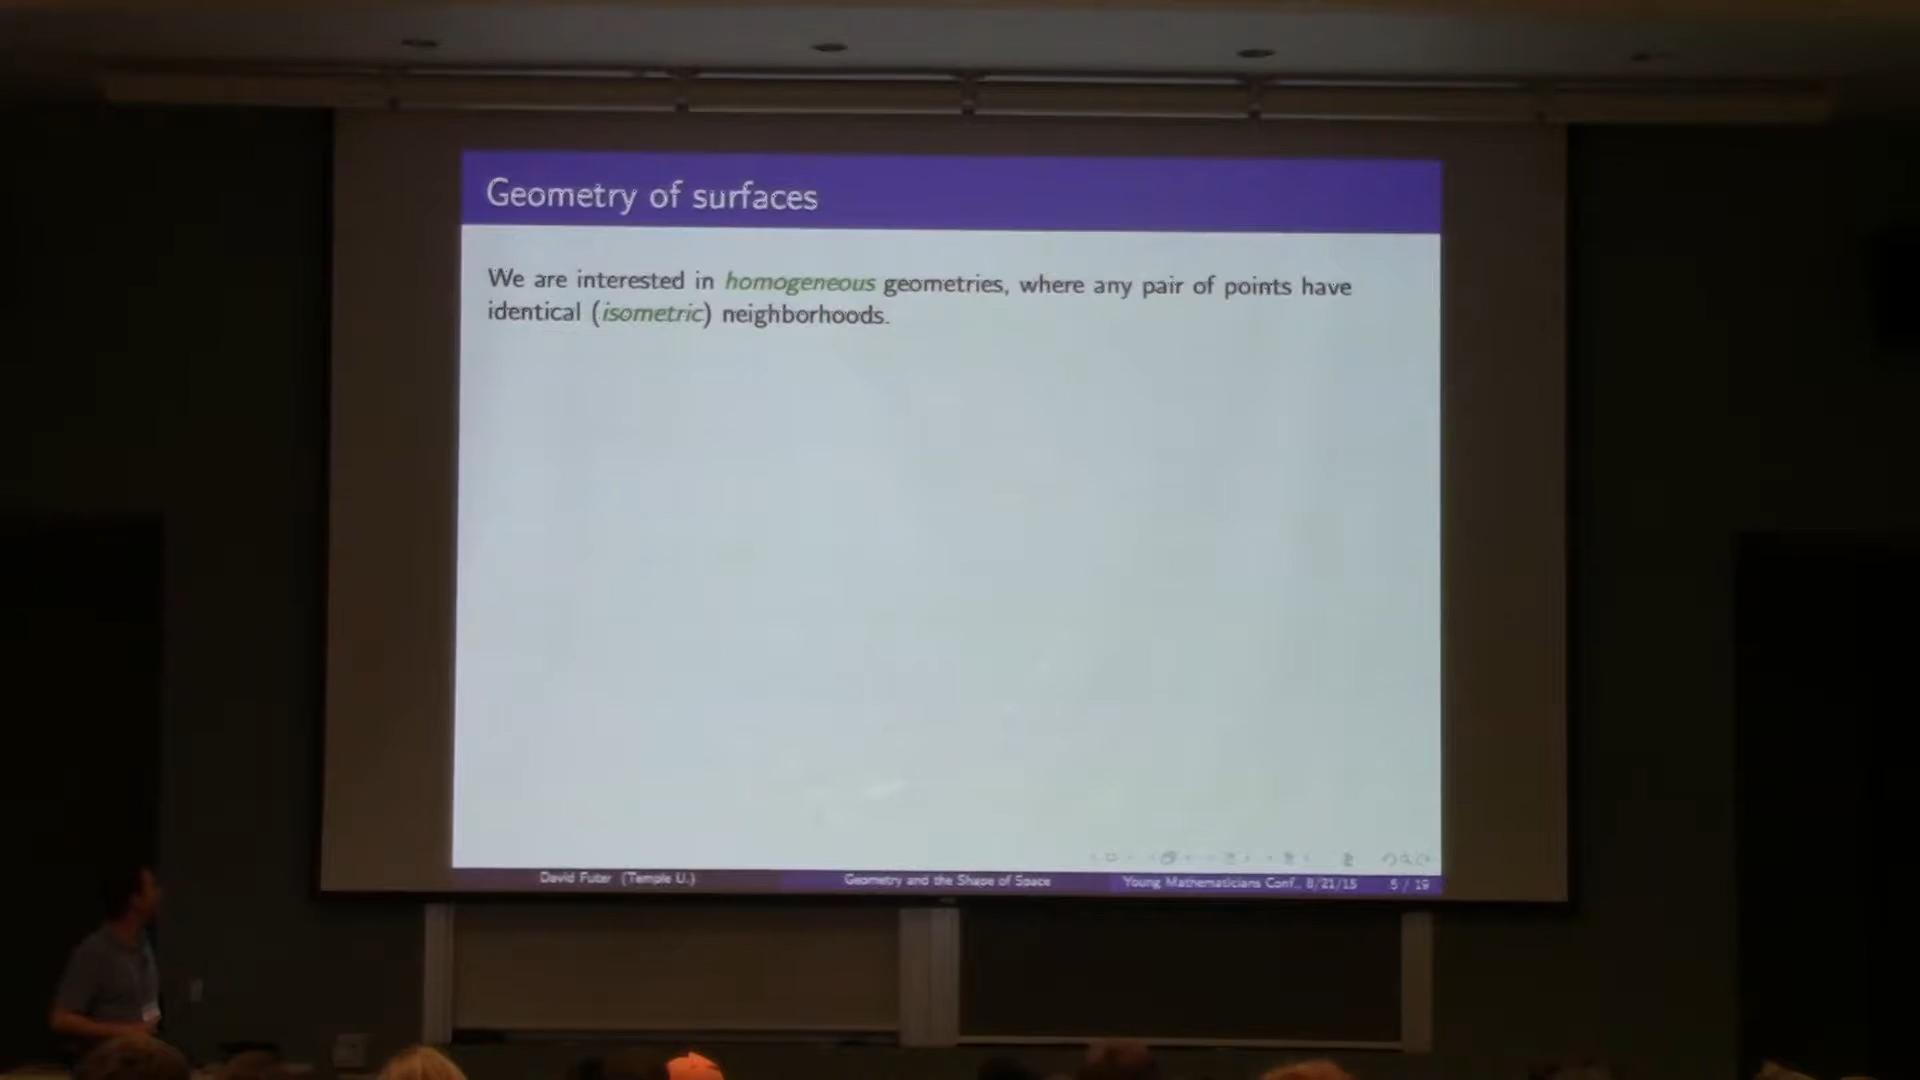 Geometry of surfaces
We are interested in homogeneous geometries, where any pair of points have
identical (isometric) neighborhoods.
David Futer (Temple U.)
Geometry and the Shape of Space
Young Mathematicians Conf., 8/21/15
5 / 19